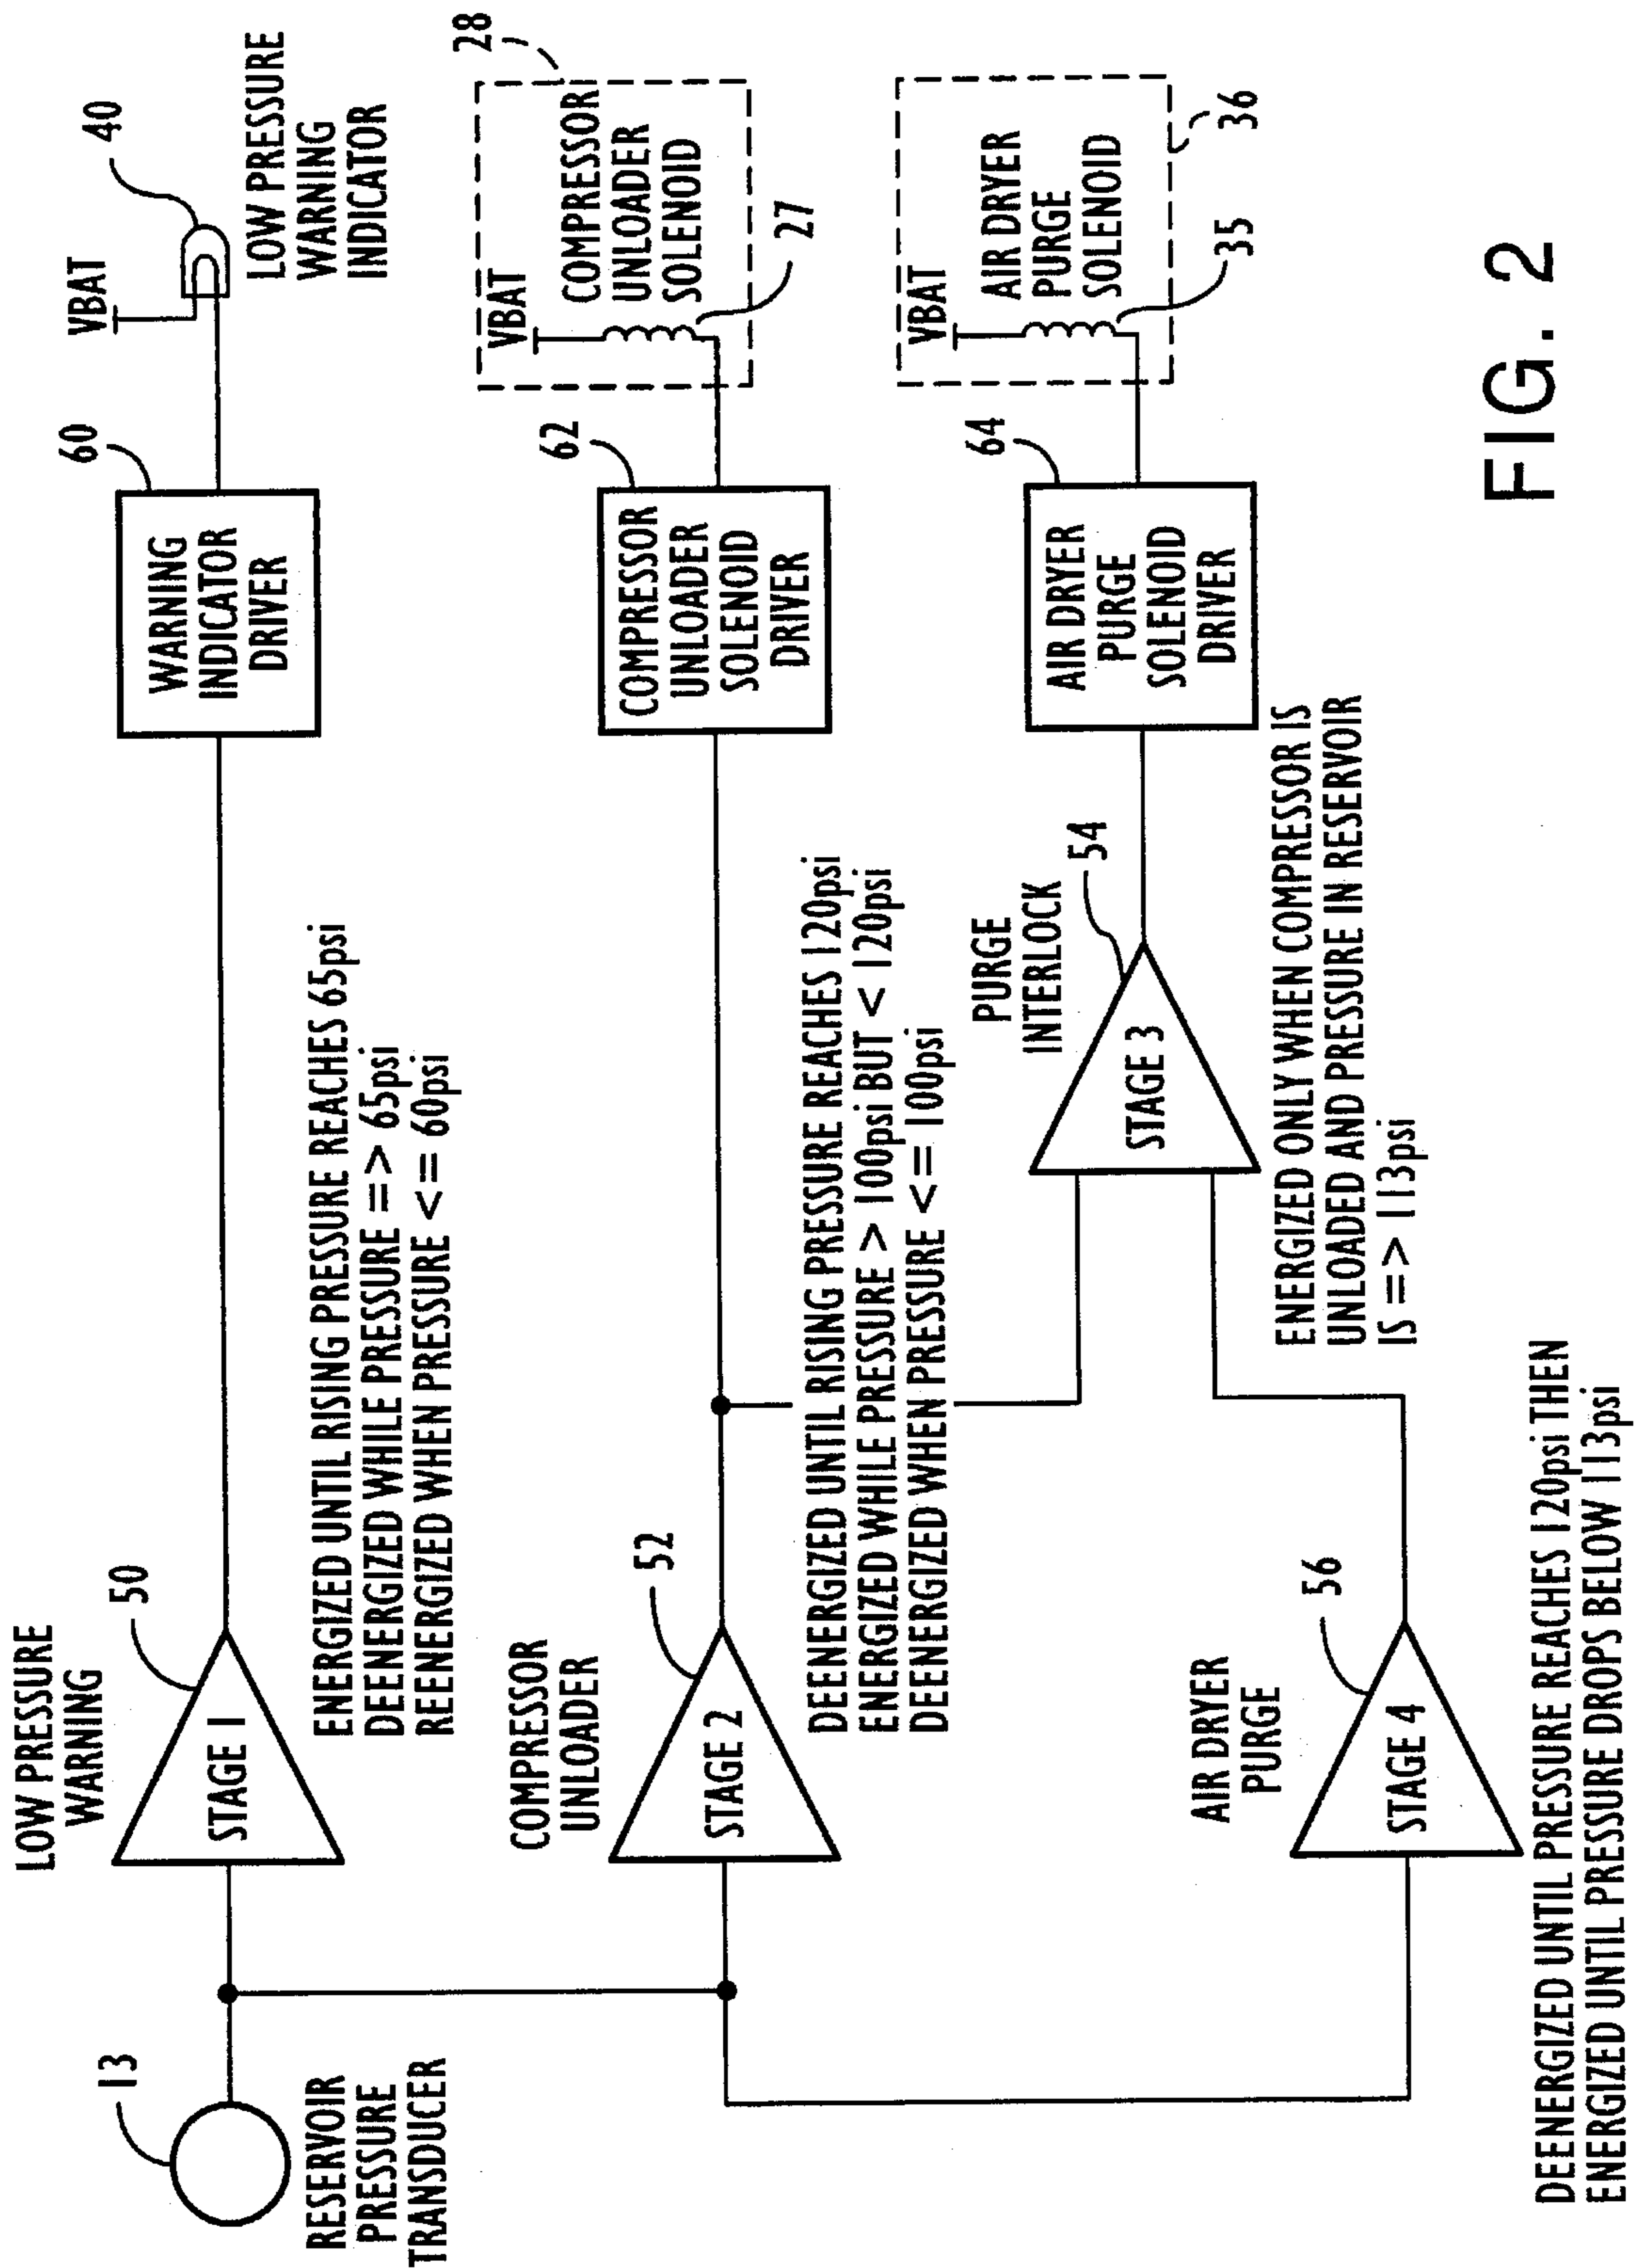 13
RESERVOIR
PRESSURE
TRANSDUCER
LOW PRESSURE
WARNING
50
STAGE 1
ENERGIZED UNTIL RISING PRESSURE REACHES 65psi
DEENERGIZED WHILE PRESSURE => 65psi
REENERGIZED WHEN PRESSURE <= 60psi
60
WARNING
INDICATOR
DRIVER
VBAT
40
LOW PRESSURE
WARNING
INDICATOR
COMPRESSOR
UNLOADER
52
STAGE 2
DEENERGIZED UNTIL RISING PRESSURE REACHES 120psi
ENERGIZED WHILE PRESSURE > 100psi BUT < 120psi
DEENERGIZED WHEN PRESSURE <= 100psi
62
COMPRESSOR
UNLOADER
SOLENOID
DRIVER
28
VBAT
COMPRESSOR
UNLOADER
SOLENOID
27
PURGE
INTERLOCK
54
STAGE 3
ENERGIZED ONLY WHEN COMPRESSOR IS
UNLOADED AND PRESSURE IN RESERVOIR
IS => 113psi
64
AIR DRYER
PURGE
SOLENOID
DRIVER
VBAT
AIR DRYER
PURGE
SOLENOID
35
36
AIR DRYER
PURGE
56
STAGE 4
DEENERGIZED UNTIL PRESSURE REACHES 120psi THEN
ENERGIZED UNTIL PRESSURE DROPS BELOW 113psi
FIG. 2